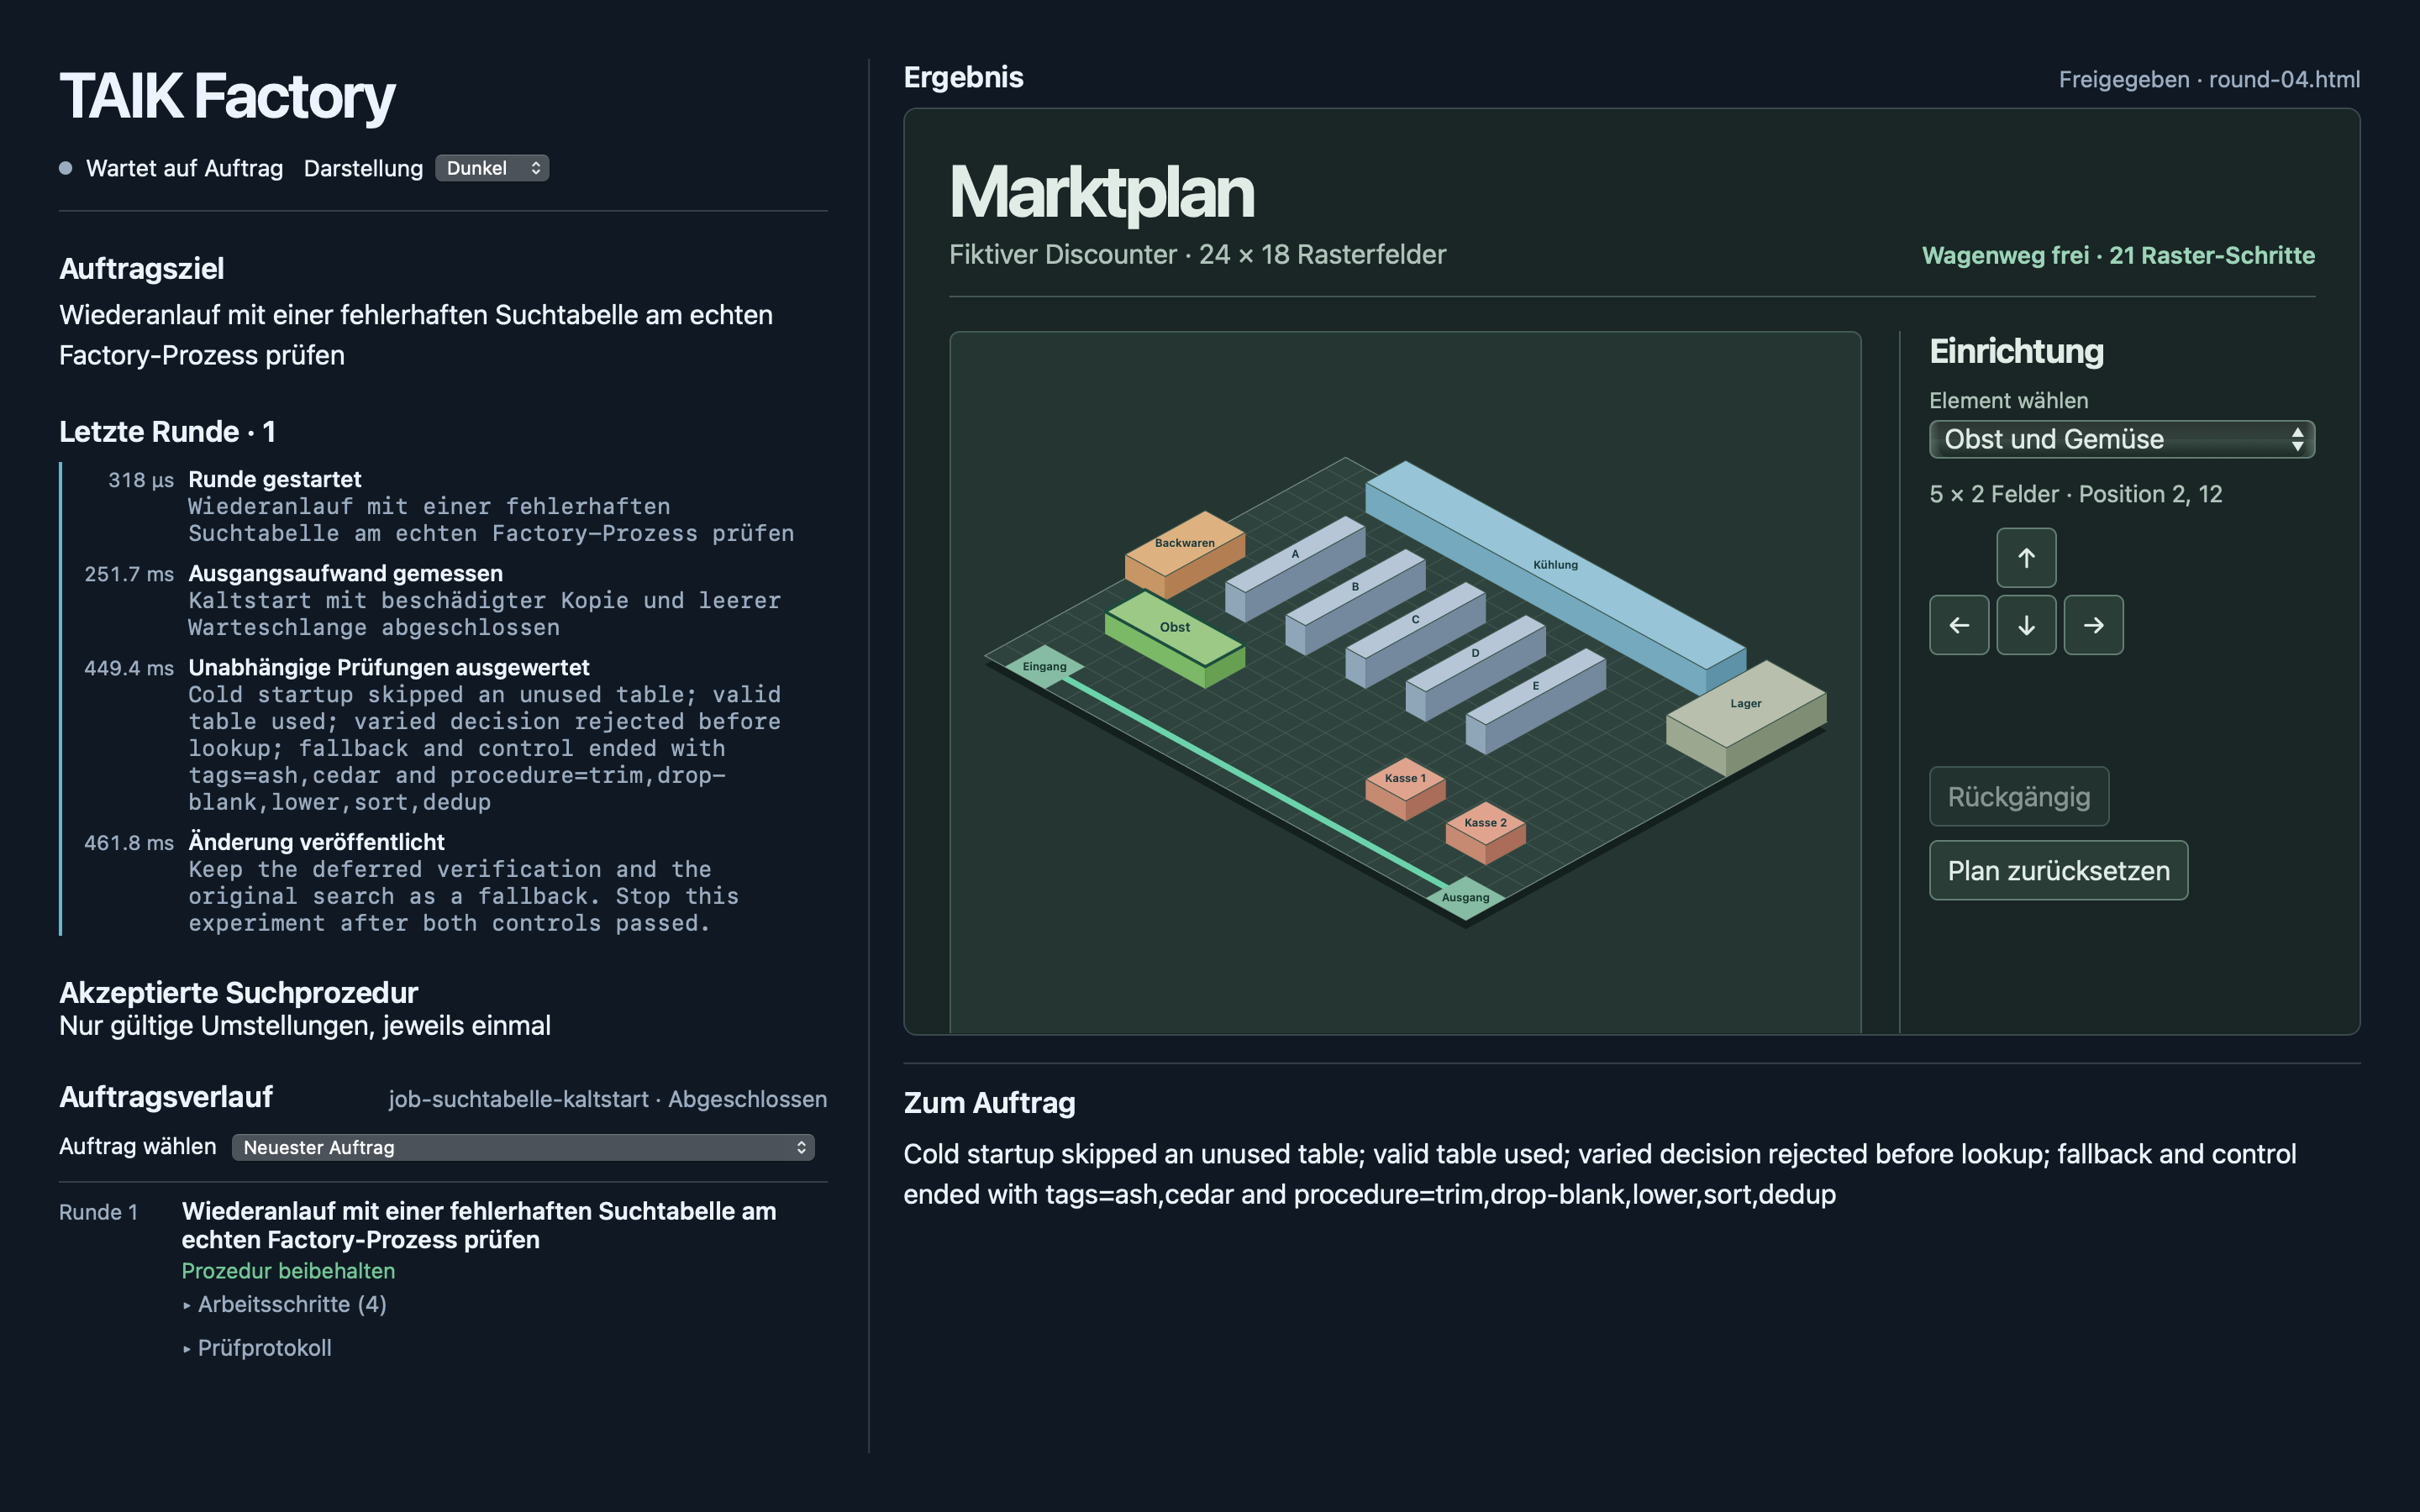 TAIK Factory
Wartet auf Auftrag Darstellung Dunkel
Auftragsziel
Wiederanlauf mit einer fehlerhaften Suchtabelle am echten
Factory-Prozess prüfen
Letzte Runde · 1
318 µs Runde gestartet
Wiederanlauf mit einer fehlerhaften
Suchtabelle am echten Factory-Prozess prüfen
251.7 ms Ausgangsaufwand gemessen
Kaltstart mit beschädigter Kopie und leerer
Warteschlange abgeschlossen
449.4 ms Unabhängige Prüfungen ausgewertet
Cold startup skipped an unused table; valid
table used; varied decision rejected before
lookup; fallback and control ended with
tags=ash,cedar and procedure=trim,drop-
blank,lower,sort,dedup
461.8 ms Änderung veröffentlicht
Keep the deferred verification and the
original search as a fallback. Stop this
experiment after both controls passed.
Akzeptierte Suchprozedur
Nur gültige Umstellungen, jeweils einmal
Auftragsverlauf job-suchtabelle-kaltstart · Abgeschlossen
Auftrag wählen Neuester Auftrag
Runde 1 Wiederanlauf mit einer fehlerhaften Suchtabelle am
echten Factory-Prozess prüfen
Prozedur beibehalten
▸ Arbeitsschritte (4)
▸ Prüfprotokoll
Ergebnis Freigegeben · round-04.html
Marktplan
Fiktiver Discounter · 24 × 18 Rasterfelder Wagenweg frei · 21 Raster-Schritte
Backwaren
A
B
C
D
E
Kühlung
Obst
Eingang
Lager
Kasse 1
Kasse 2
Ausgang
Einrichtung
Element wählen
Obst und Gemüse
5 × 2 Felder · Position 2, 12
↑
← ↓ →
Rückgängig
Plan zurücksetzen
Zum Auftrag
Cold startup skipped an unused table; valid table used; varied decision rejected before lookup; fallback and control
ended with tags=ash,cedar and procedure=trim,drop-blank,lower,sort,dedup